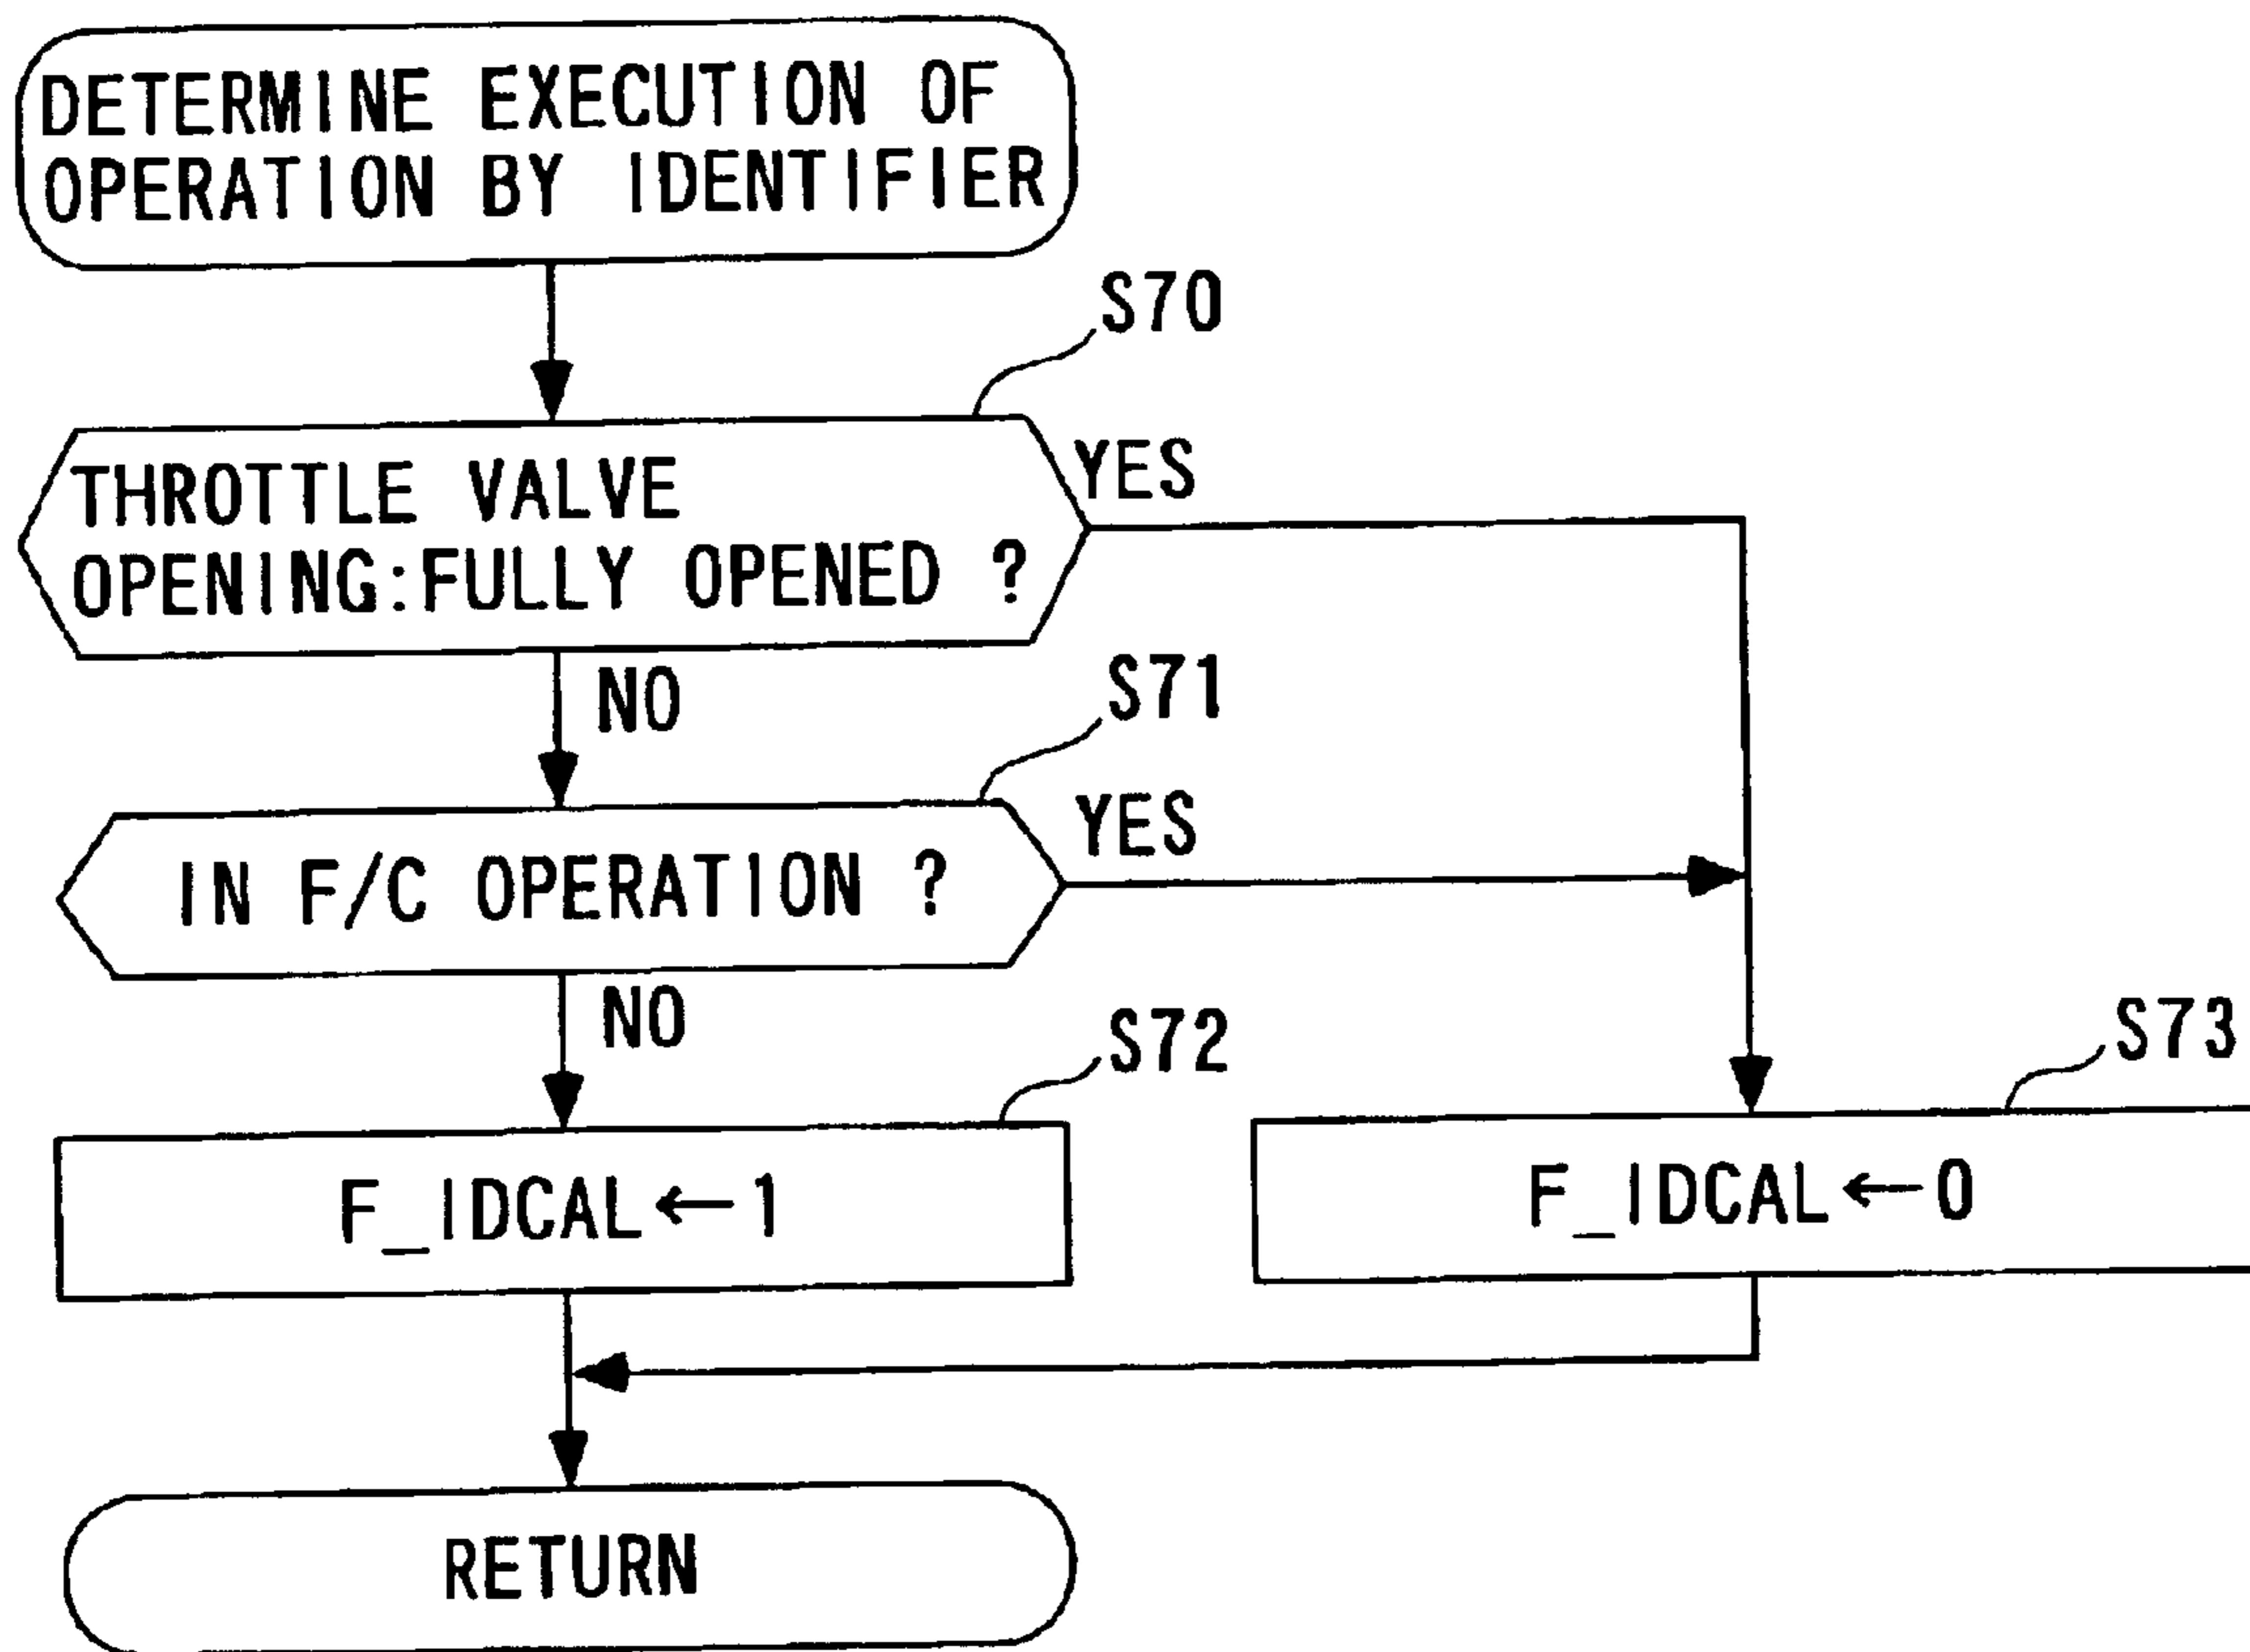 DETERMINE EXECUTION OF
OPERATION BY IDENTIFIER
S70
THROTTLE VALVE
OPENING:FULLY OPENED ?
YES
NO
S71
IN F/C OPERATION ?
YES
NO
S72
F_IDCAL←1
S73
F_IDCAL←0
RETURN